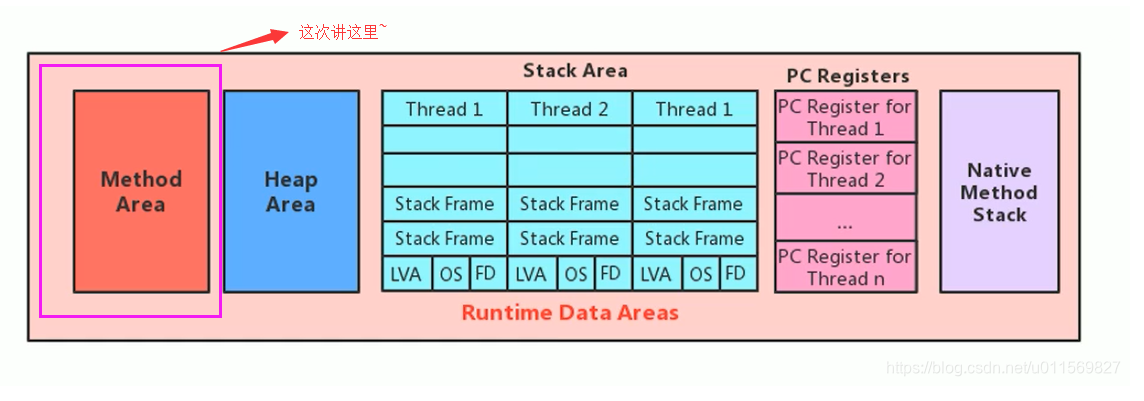 这次讲这里~
Stack Area
PC Registers
Method
Area
Heap
Area
Thread 1 Thread 2 Thread 1
Stack Frame Stack Frame Stack Frame
Stack Frame Stack Frame Stack Frame
LVA OS FD LVA OS FD LVA OS FD
PC Register for
Thread 1
PC Register for
Thread 2
...
PC Register for
Thread n
Native
Method
Stack
Runtime Data Areas
https://blog.csdn.net/u011569827